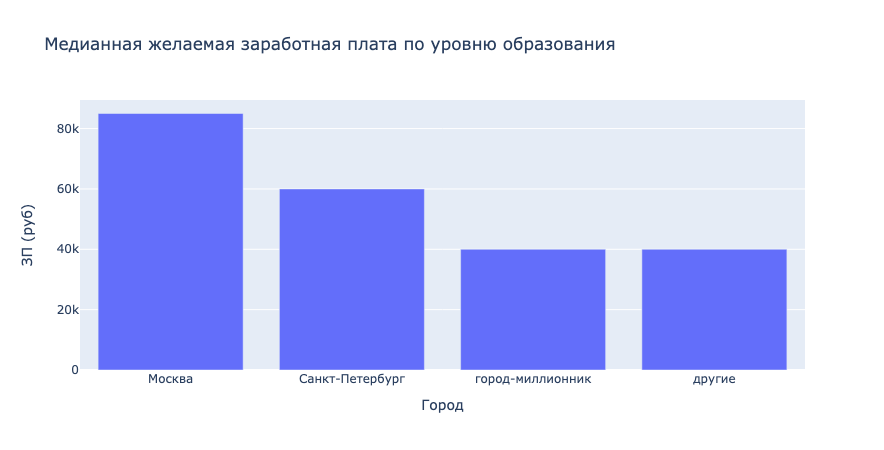 Медианная желаемая заработная плата по уровню образования
ЗП (руб)
80k
60k
40k
20k
0
Москва Санкт-Петербург город-миллионник другие
Город